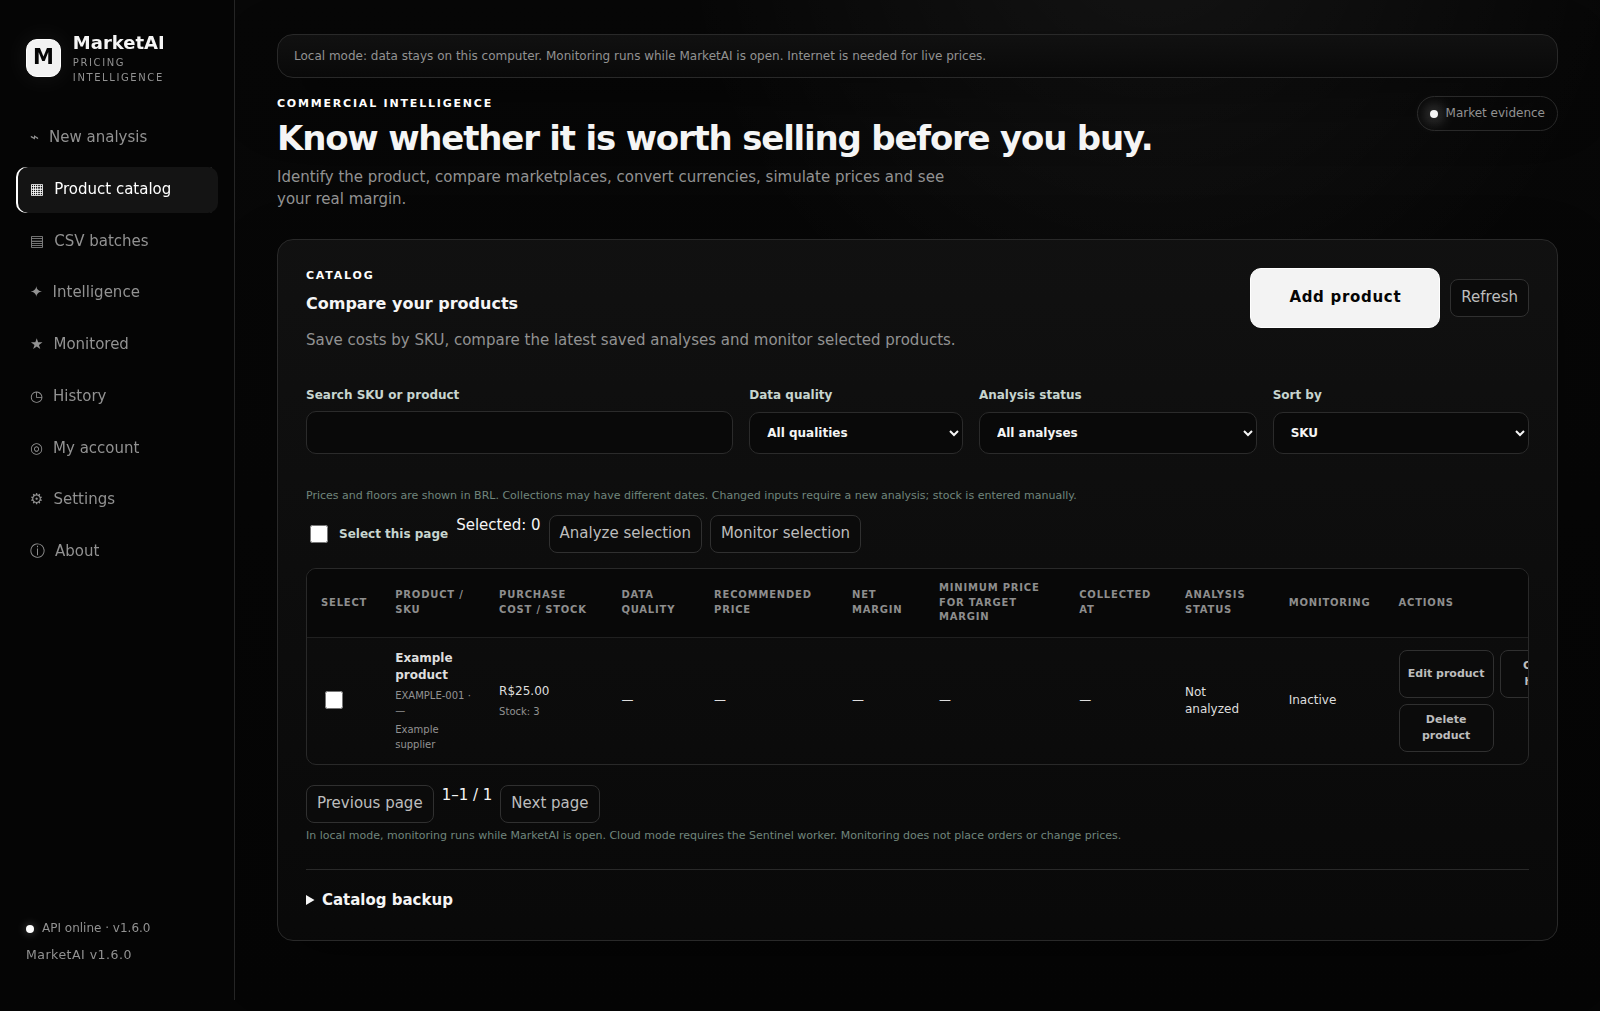 M
MarketAI
PRICING
INTELLIGENCE
New analysis
Product catalog
CSV batches
Intelligence
Monitored
History
My account
Settings
About
API online · v1.6.0
MarketAI v1.6.0
Local mode: data stays on this computer. Monitoring runs while MarketAI is open. Internet is needed for live prices.
COMMERCIAL INTELLIGENCE
Market evidence
Know whether it is worth selling before you buy.
Identify the product, compare marketplaces, convert currencies, simulate prices and see
your real margin.
CATALOG
Compare your products
Save costs by SKU, compare the latest saved analyses and monitor selected products.
Add product
Refresh
Search SKU or product
Data quality
Analysis status
Sort by
All qualities
All analyses
SKU
Prices and floors are shown in BRL. Collections may have different dates. Changed inputs require a new analysis; stock is entered manually.
Select this page
Selected: 0
Analyze selection
Monitor selection
SELECT
PRODUCT /
SKU
PURCHASE
COST / STOCK
DATA
QUALITY
RECOMMENDED
PRICE
NET
MARGIN
MINIMUM PRICE
FOR TARGET
MARGIN
COLLECTED
AT
ANALYSIS
STATUS
MONITORING
ACTIONS
Example
product
EXAMPLE-001 ·
—
Example
supplier
R$25.00
Stock: 3
—
—
—
—
—
Not
analyzed
Inactive
Edit product
Delete
product
Previous page
1–1 / 1
Next page
In local mode, monitoring runs while MarketAI is open. Cloud mode requires the Sentinel worker. Monitoring does not place orders or change prices.
Catalog backup